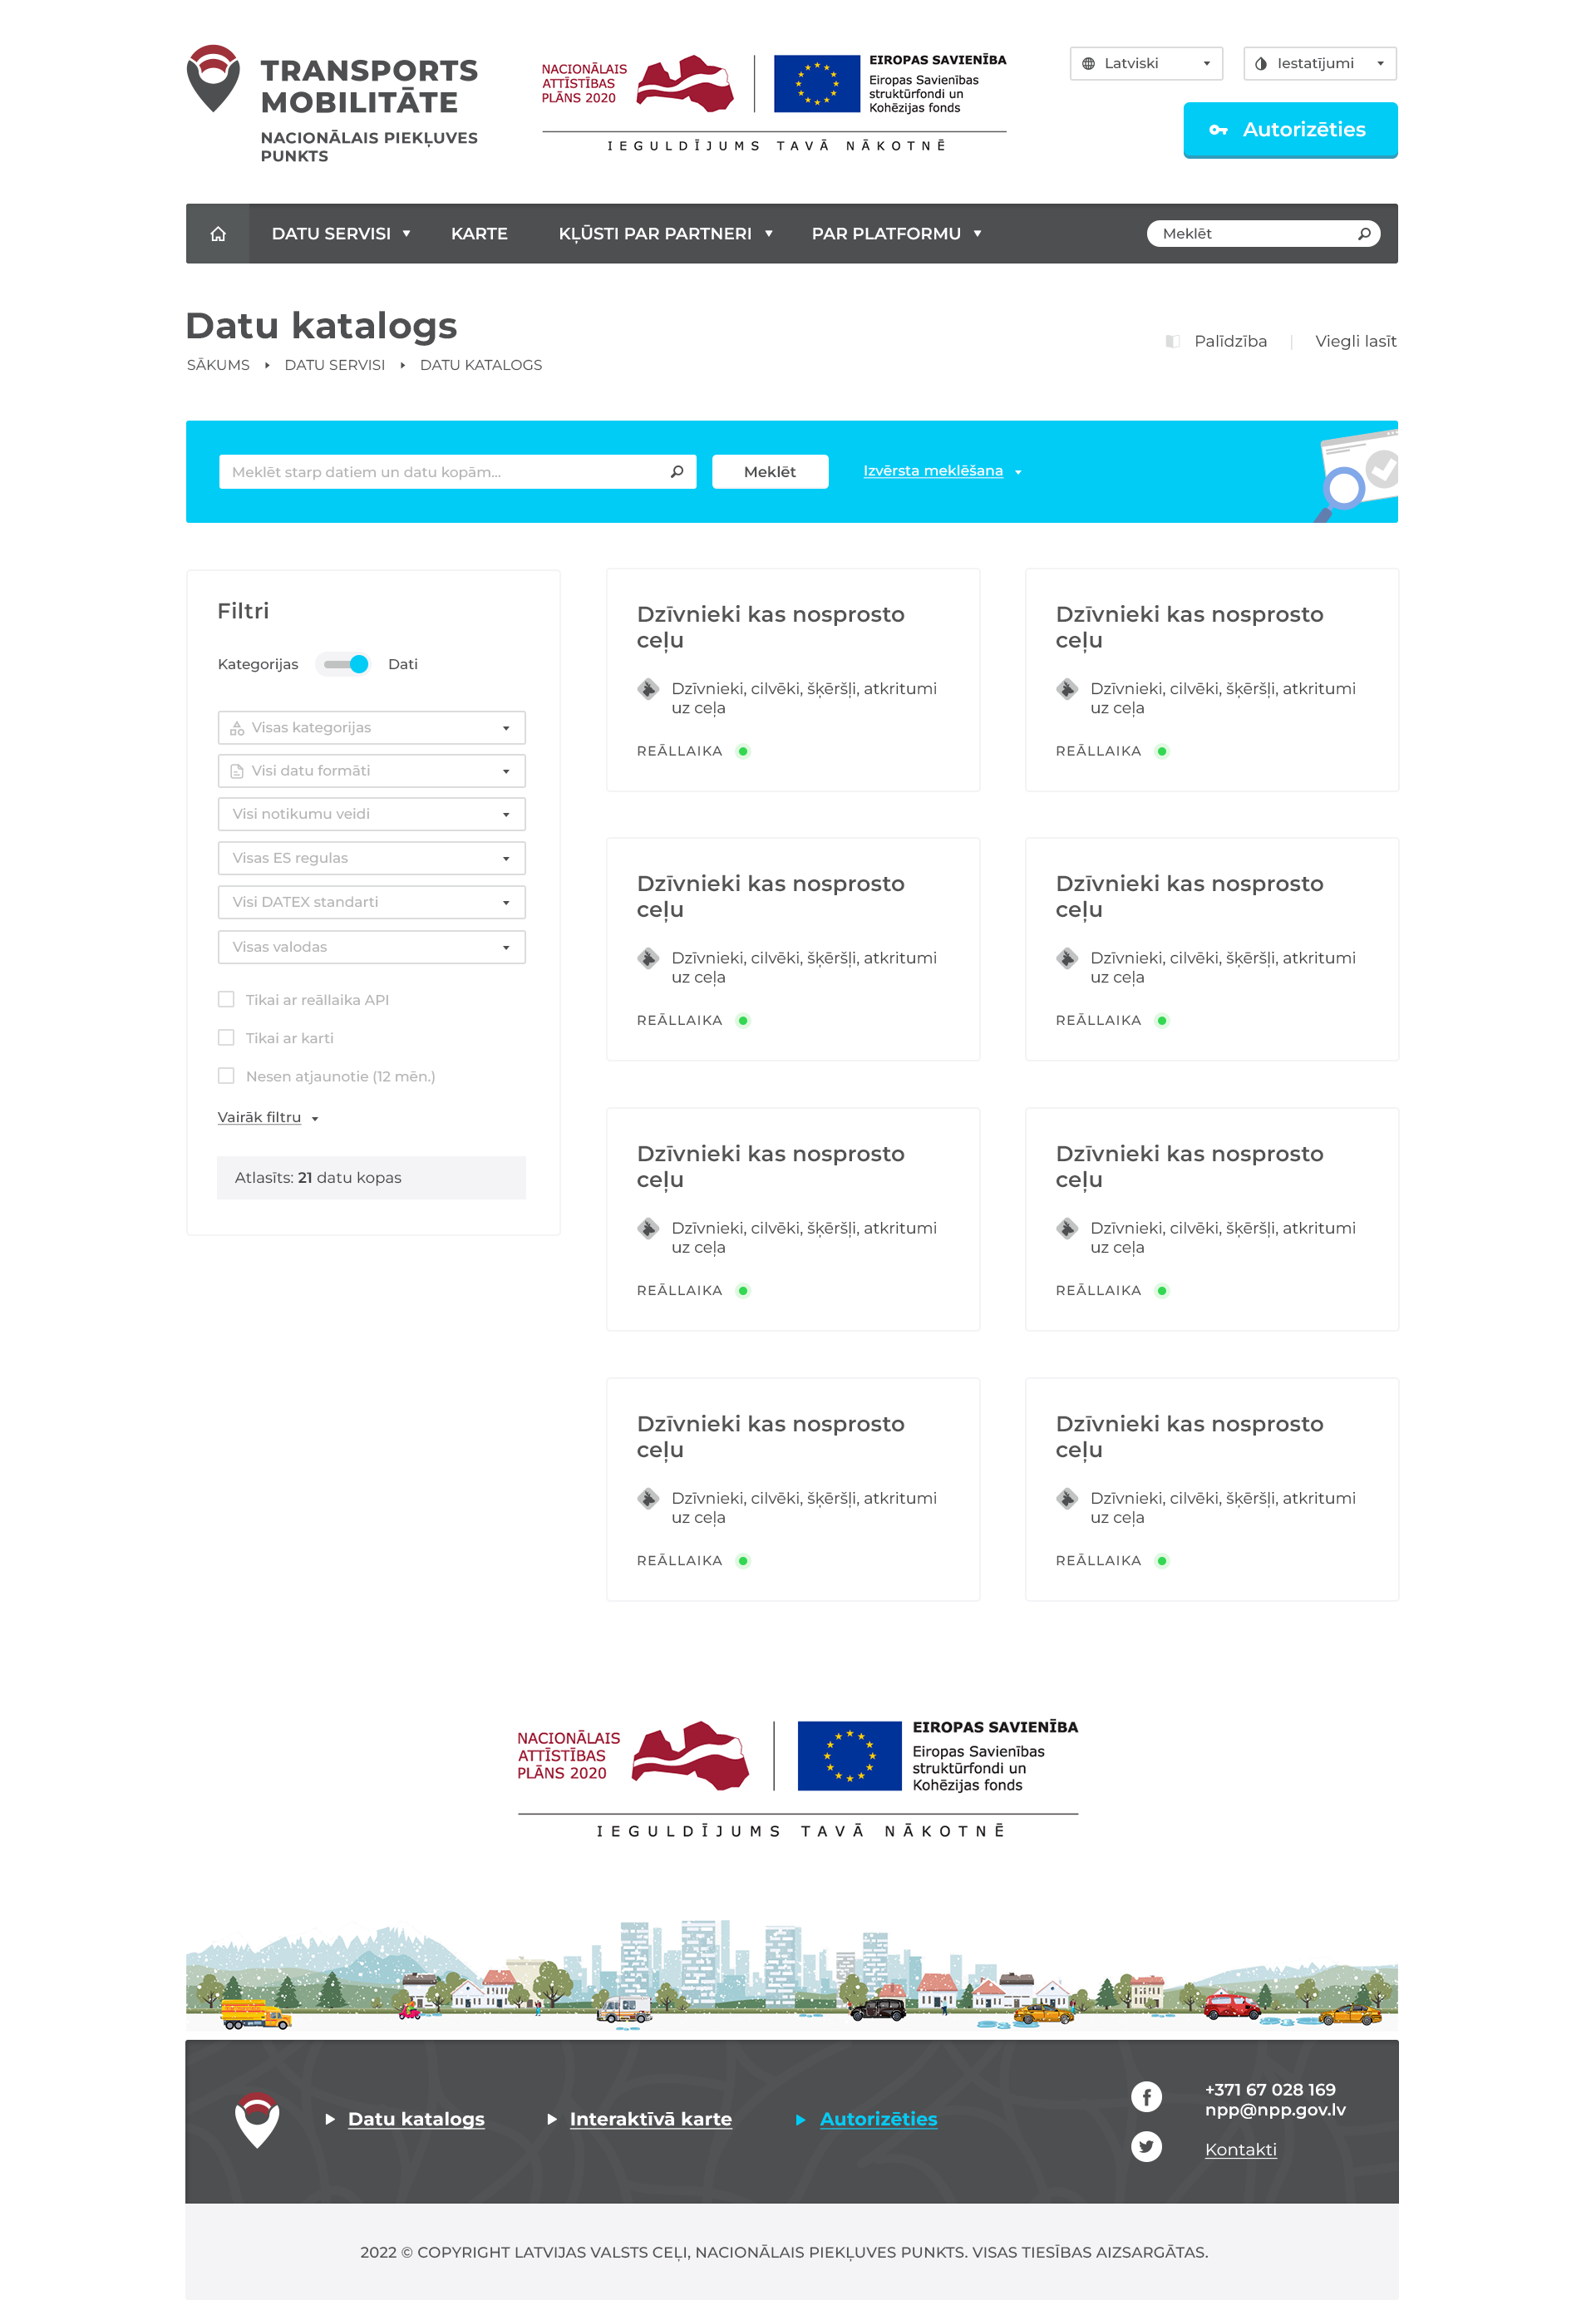 TRANSPORTS
MOBILITĀTE
NACIONĀLAIS PIEKĻUVES
PUNKTS
NACIONĀLAIS
ATTĪSTĪBAS
PLĀNS 2020
EIROPAS SAVIENĪBA
Eiropas Savienības
struktūrfondi un
Kohēzijas fonds
IEGULDĪJUMS TAVĀ NĀKOTNĒ
Latviski
Iestatījumi
Autorizēties
DATU SERVISI
KARTE
KĻŪSTI PAR PARTNERI
PAR PLATFORMU
Meklēt
Datu katalogs
SĀKUMS
DATU SERVISI
DATU KATALOGS
Palīdzība
Viegli lasīt
Meklēt starp datiem un datu kopām...
Meklēt
Izvērsta meklēšana
Filtri
Kategorijas
Dati
Visas kategorijas
Visi datu formāti
Visi notikumu veidi
Visas ES regulas
Visi DATEX standarti
Visas valodas
Tikai ar reāllaika API
Tikai ar karti
Nesen atjaunotie (12 mēn.)
Vairāk filtru
Atlasīts: 21 datu kopas
Dzīvnieki kas nosprosto
ceļu
Dzīvnieki, cilvēki, šķēršļi, atkritumi
uz ceļa
REĀLLAIKA
Dzīvnieki kas nosprosto
ceļu
Dzīvnieki, cilvēki, šķēršļi, atkritumi
uz ceļa
REĀLLAIKA
Dzīvnieki kas nosprosto
ceļu
Dzīvnieki, cilvēki, šķēršļi, atkritumi
uz ceļa
REĀLLAIKA
Dzīvnieki kas nosprosto
ceļu
Dzīvnieki, cilvēki, šķēršļi, atkritumi
uz ceļa
REĀLLAIKA
Dzīvnieki kas nosprosto
ceļu
Dzīvnieki, cilvēki, šķēršļi, atkritumi
uz ceļa
REĀLLAIKA
Dzīvnieki kas nosprosto
ceļu
Dzīvnieki, cilvēki, šķēršļi, atkritumi
uz ceļa
REĀLLAIKA
Dzīvnieki kas nosprosto
ceļu
Dzīvnieki, cilvēki, šķēršļi, atkritumi
uz ceļa
REĀLLAIKA
Dzīvnieki kas nosprosto
ceļu
Dzīvnieki, cilvēki, šķēršļi, atkritumi
uz ceļa
REĀLLAIKA
NACIONĀLAIS
ATTĪSTĪBAS
PLĀNS 2020
EIROPAS SAVIENĪBA
Eiropas Savienības
struktūrfondi un
Kohēzijas fonds
IEGULDĪJUMS TAVĀ NĀKOTNĒ
Datu katalogs
Interaktīvā karte
Autorizēties
+371 67 028 169
npp@npp.gov.lv
Kontakti
2022 © COPYRIGHT LATVIJAS VALSTS CEĻI, NACIONĀLAIS PIEKĻUVES PUNKTS. VISAS TIESĪBAS AIZSARGĀTAS.